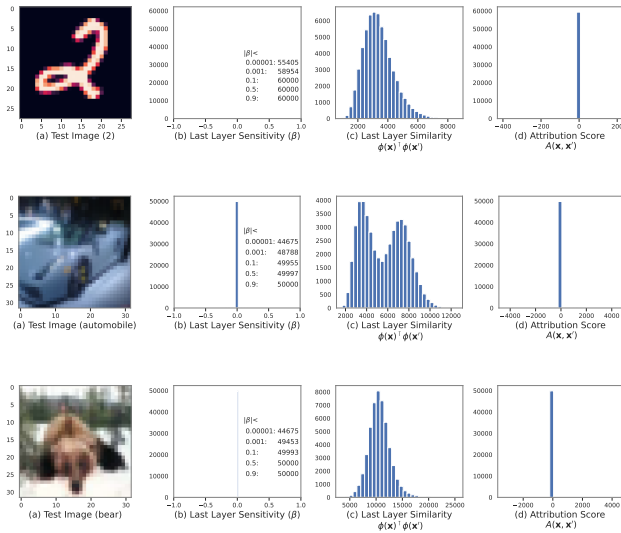 0 5 10 15 20 25
0 10 20
(a) Test Image (2)
60000 50000 40000 30000 20000 10000 0
−1.0 −0.5 0.0 0.5 1.0
|β|<
0.00001: 55405
0.001: 58954
0.1: 60000
0.5: 60000
0.9: 60000
(b) Last Layer Sensitivity (β)
6000 5000 4000 3000 2000 1000 0
2000 4000 6000 8000
(c) Last Layer Similarity
ϕ(x)⊤ϕ(x′)
60000 50000 40000 30000 20000 10000 0
−400 −200 0 200
(d) Attribution Score
A(x, x′)
0 5 10 15 20 25 30
0 10 20 30
(a) Test Image (automobile)
50000 40000 30000 20000 10000 0
−1.0 −0.5 0.0 0.5 1.0
|β|<
0.00001: 44675
0.001: 48788
0.1: 49955
0.5: 49997
0.9: 50000
(b) Last Layer Sensitivity (β)
4000 3500 3000 2500 2000 1500 1000 500 0
2000 4000 6000 8000 10000 12000
(c) Last Layer Similarity
ϕ(x)⊤ϕ(x′)
50000 40000 30000 20000 10000 0
−4000 −2000 0 2000 4000
(d) Attribution Score
A(x, x′)
0 5 10 15 20 25 30
0 10 20 30
(a) Test Image (bear)
50000 40000 30000 20000 10000 0
−1.0 −0.5 0.0 0.5 1.0
|β|<
0.00001: 44675
0.001: 49453
0.1: 49993
0.5: 50000
0.9: 50000
(b) Last Layer Sensitivity (β)
8000 7000 6000 5000 4000 3000 2000 1000 0
5000 10000 15000 20000 25000
(c) Last Layer Similarity
ϕ(x)⊤ϕ(x′)
50000 40000 30000 20000 10000 0
−2000 0 2000 4000
(d) Attribution Score
A(x, x′)